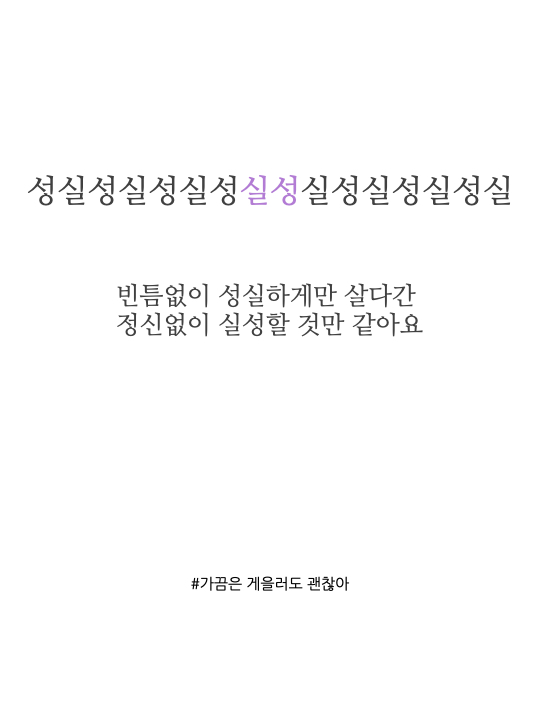 성실성실성실성실성실성실성실성실
빈틈없이 성실하게만 살다간
정신없이 실성할 것만 같아요
#가끔은 게을러도 괜찮아